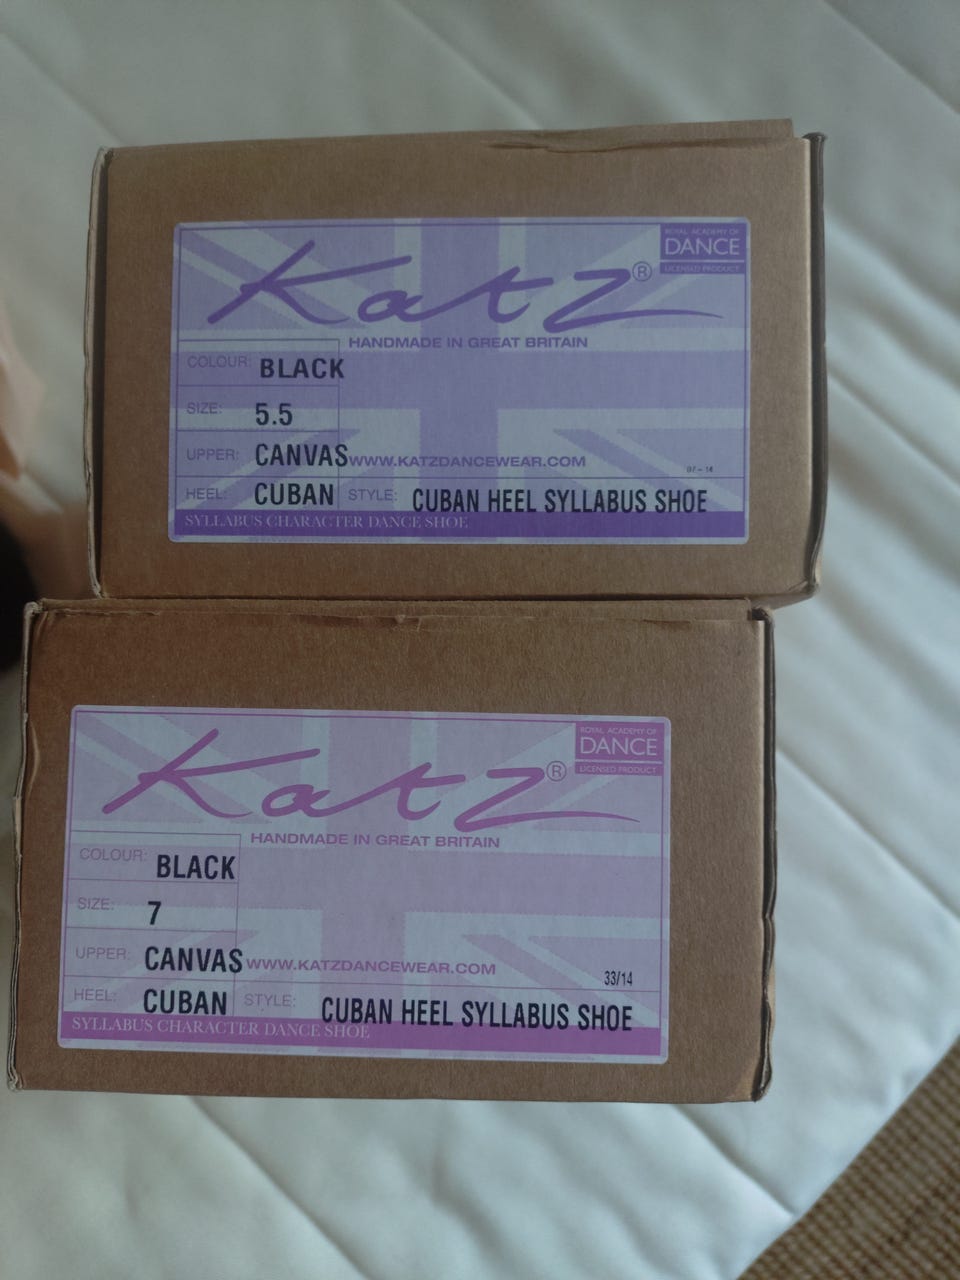 Katz®
ROYAL ACADEMY OF
DANCE
LICENSED PRODUCT
HANDMADE IN GREAT BRITAIN
COLOUR: BLACK
SIZE: 5.5
UPPER: CANVAS WWW.KATZDANCEWEAR.COM
HEEL: CUBAN STYLE: CUBAN HEEL SYLLABUS SHOE
SYLLABUS CHARACTER DANCE SHOE
Katz®
ROYAL ACADEMY OF
DANCE
LICENSED PRODUCT
HANDMADE IN GREAT BRITAIN
COLOUR: BLACK
SIZE: 7
UPPER: CANVAS WWW.KATZDANCEWEAR.COM 33/14
HEEL: CUBAN STYLE: CUBAN HEEL SYLLABUS SHOE
SYLLABUS CHARACTER DANCE SHOE